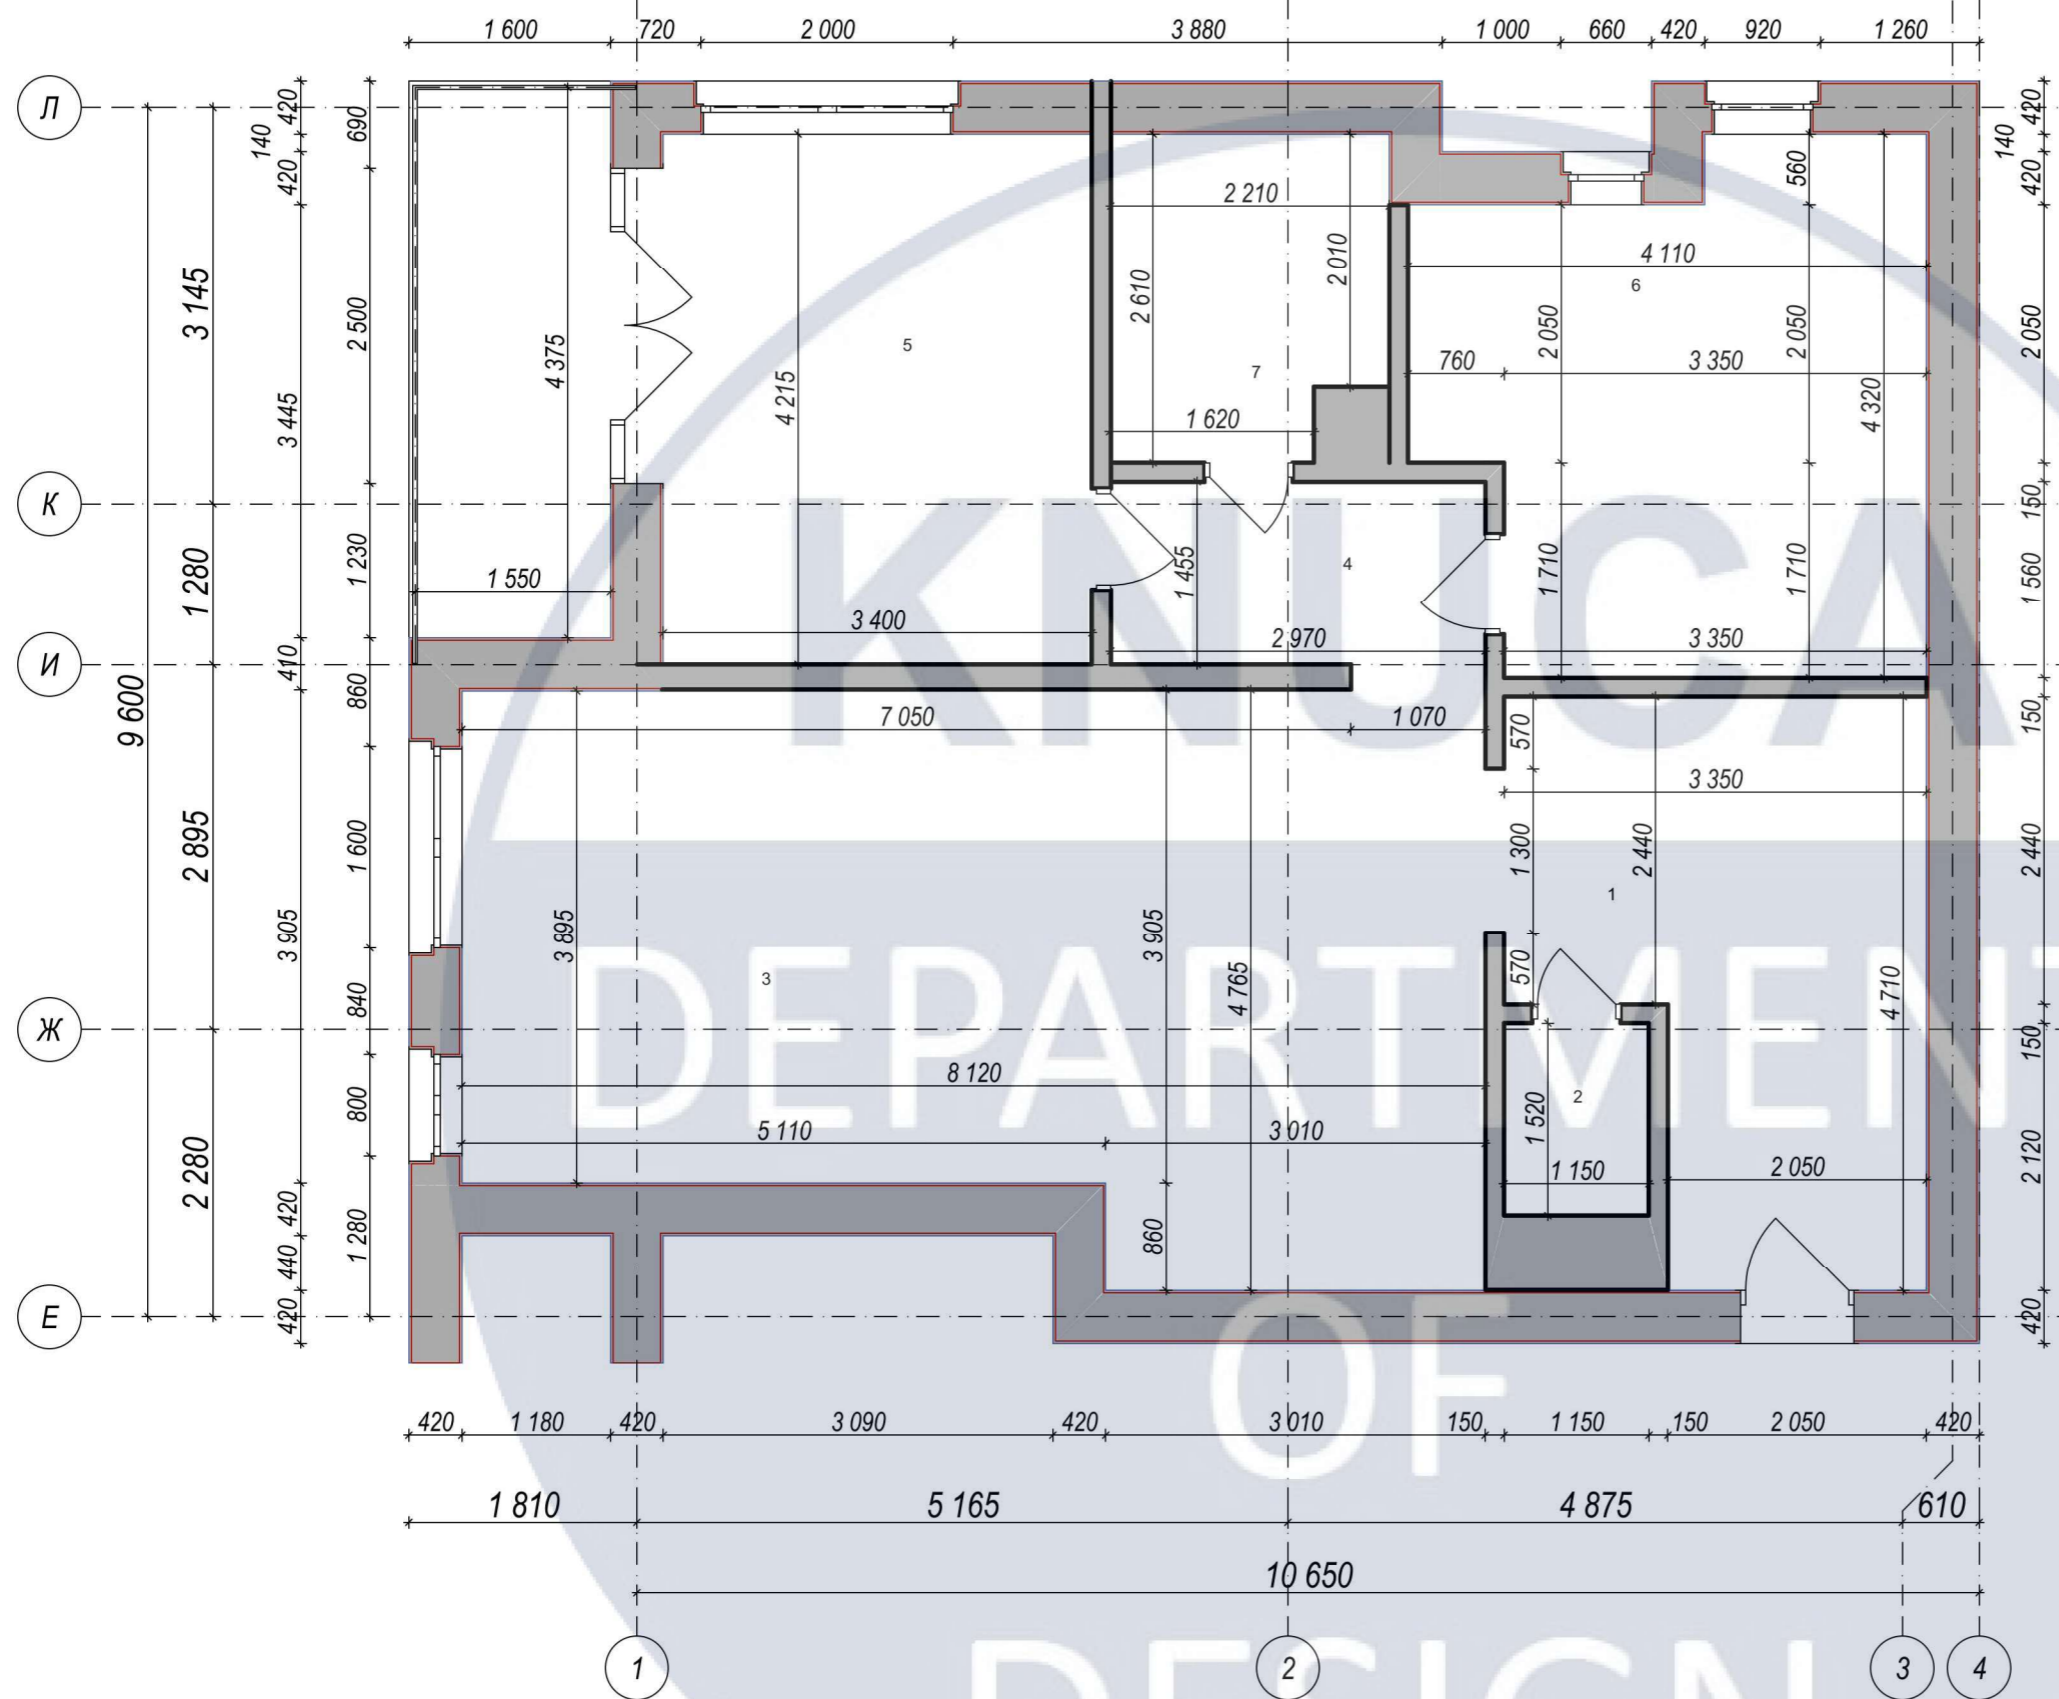 1 600 720 2 000 3 880 1 000 660 420 920 1 260
Л
420 140 420 690
420 140 420
560
2 210
2 610 2 010
4 110
6
3 145
3 445
2 500
4 375
4 215
5
7
2 050 2 050 2 050
760 3 350
4 320
1 620
К
KNUCA
150
1 280
1 230
1 550
3 400
1 455
4
2 970
1 710 1 710
1 560
3 350
И
410
860
9 600
7 050 1 070
570
150
3 350
2 895
1 600
3 905
3 895
3
3 905
4 765
1 300
2 440
1
2 440
DEPARTMENT
840
570
4 710
Ж
150
8 120
800
5 110 3 010
1 520
2
1 150
2 050
2 120
2 280
420
440
420
1 280
860
Е
420
OF
420 1 180 420 3 090 420 3 010 150 1 150 150 2 050 420
1 810 5 165 4 875 610
10 650
DESIGN
1 2 3 4